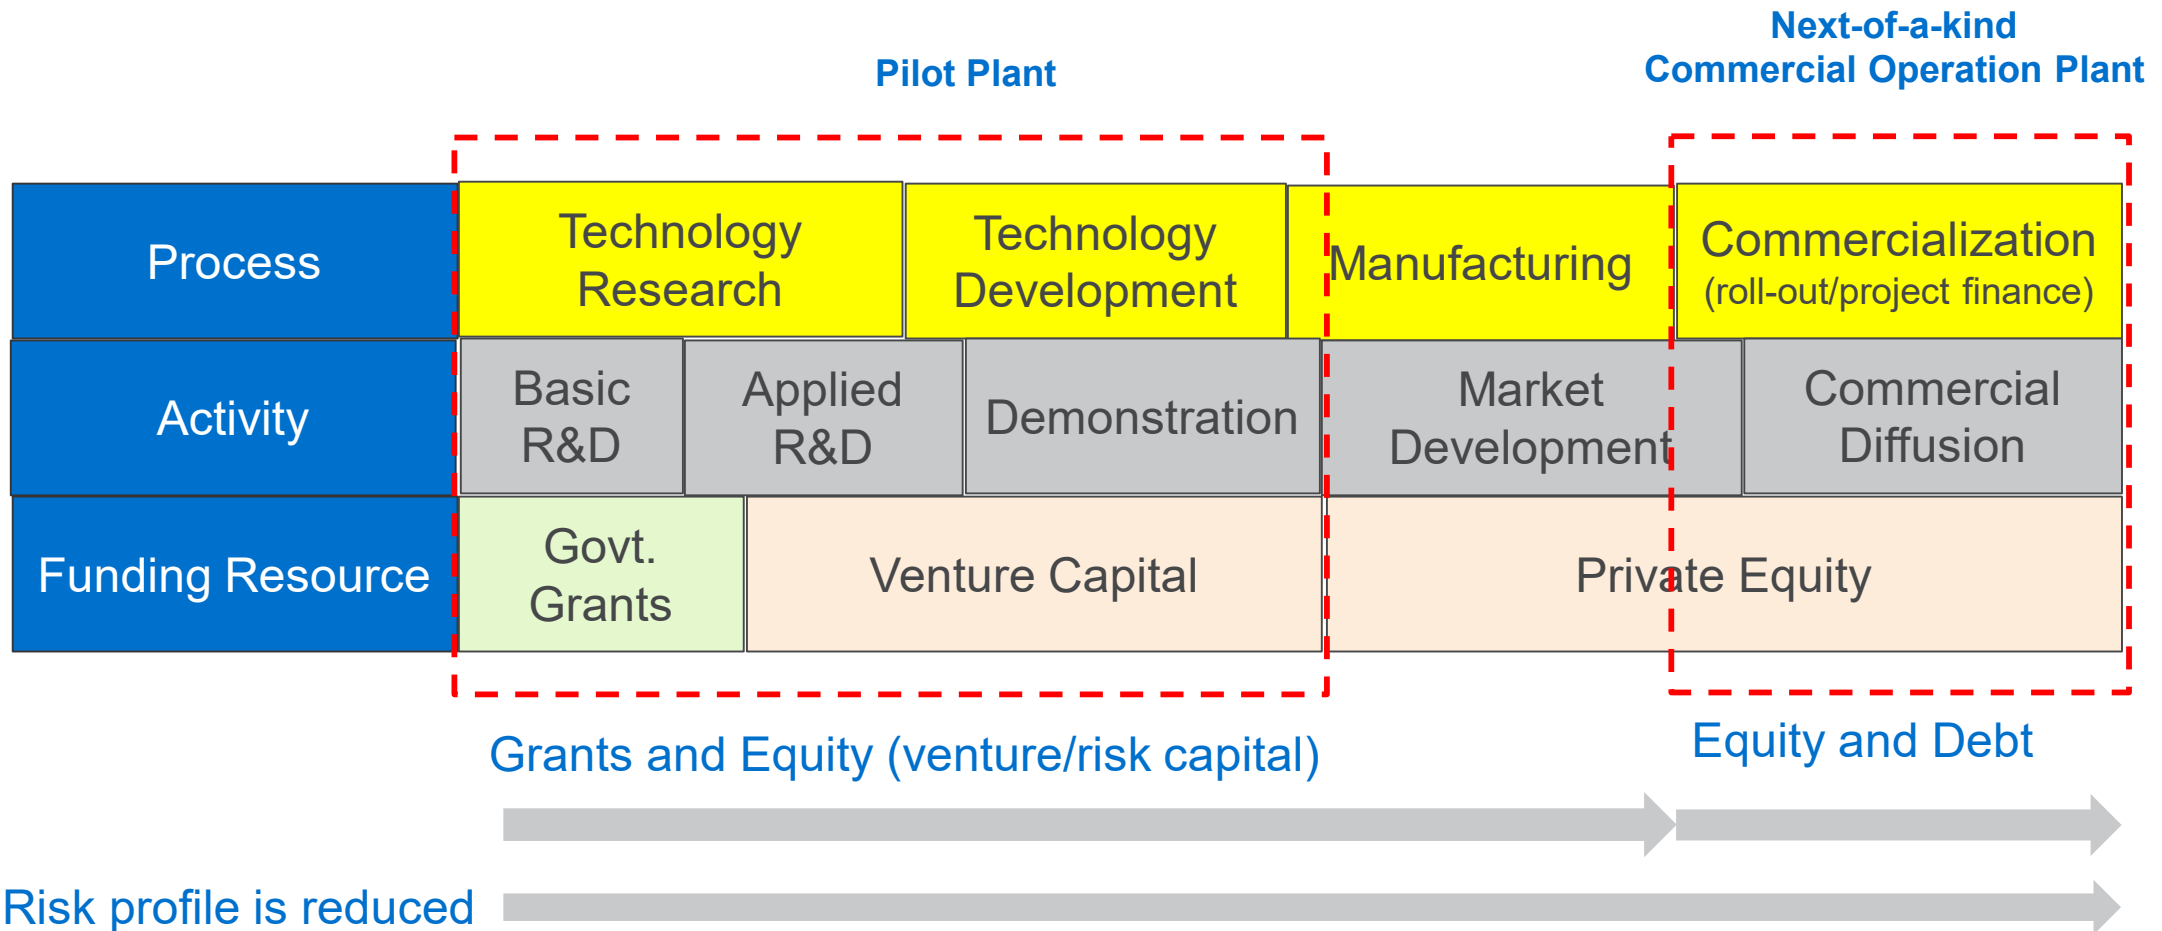 Next-of-a-kind
Commercial Operation Plant
Pilot Plant
Process
Technology
Research
Technology
Development
Manufacturing
Commercialization
(roll-out/project finance)
Activity
Basic
R&D
Applied
R&D
Demonstration
Market
Development
Commercial
Diffusion
Funding Resource
Govt.
Grants
Venture Capital
Private Equity
Grants and Equity (venture/risk capital)
Equity and Debt
Risk profile is reduced